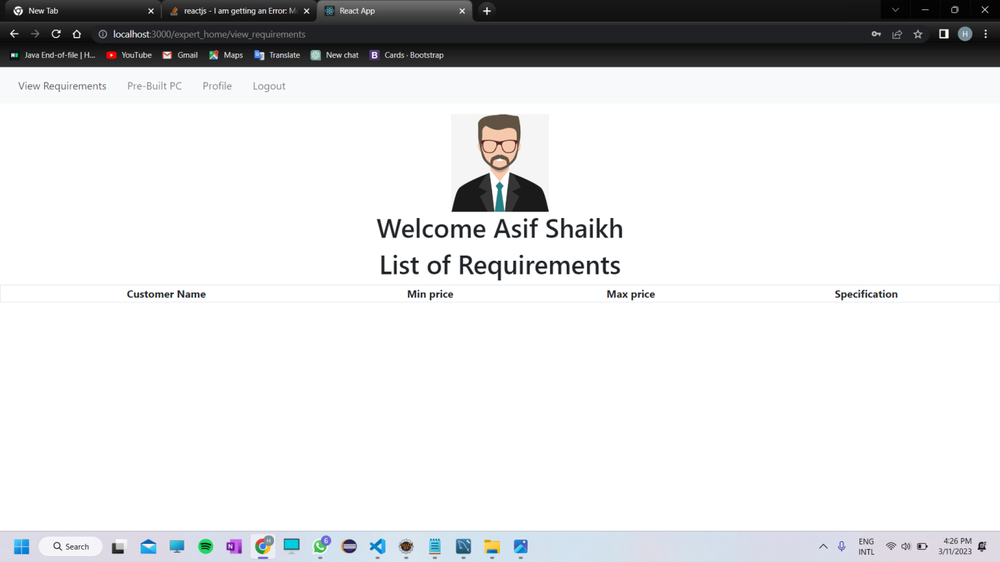 New Tab
reactjs - I am getting an Error: M
React App
localhost:3000/expert_home/view_requirements
H
Java End-of-file | H...
YouTube
Gmail
Maps
Translate
New chat
B Cards · Bootstrap
View Requirements
Pre-Built PC
Profile
Logout
Welcome Asif Shaikh
List of Requirements
Customer Name Min price Max price Specification
Search
H
6
ENG
INTL
4:26 PM
3/11/2023